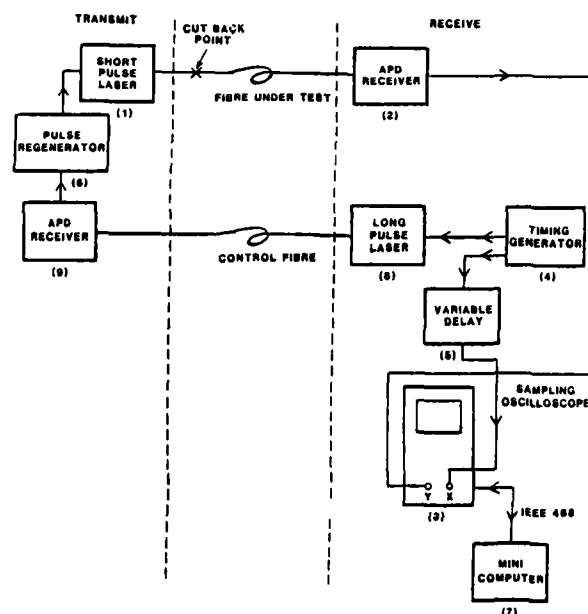 TRANSMIT
CUT BACK
POINT
RECEIVE
SHORT
PULSE
LASER
(1)
FIBRE UNDER TEST
APD
RECEIVER
(2)
PULSE
REGENERATOR
(6)
APD
RECEIVER
(9)
CONTROL FIBRE
LONG
PULSE
LASER
(8)
TIMING
GENERATOR
(4)
VARIABLE
DELAY
(5)
SAMPLING
OSCILLOSCOPE
Y X
(3)
IEEE 488
MINI
COMPUTER
(7)